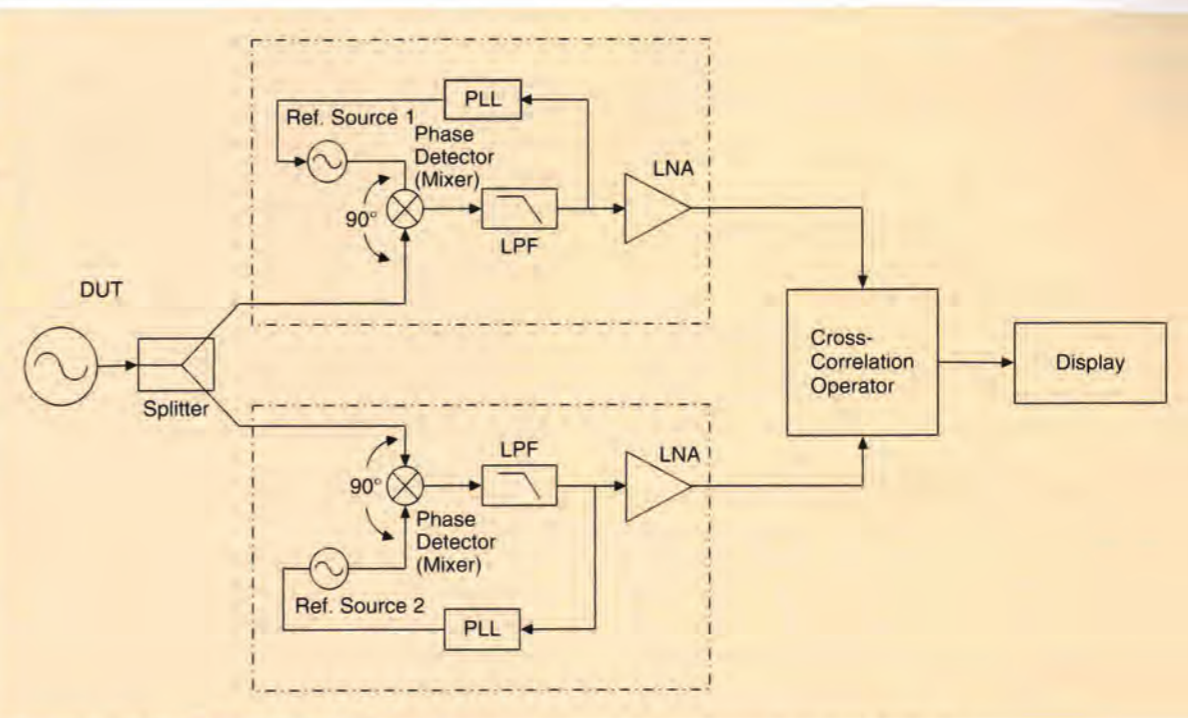 PLL
Ref. Source 1
Phase
Detector
(Mixer)
LNA
90°
LPF
DUT
Splitter
Cross-
Correlation
Operator
Display
LPF
LNA
90°
Phase
Detector
(Mixer)
Ref. Source 2
PLL